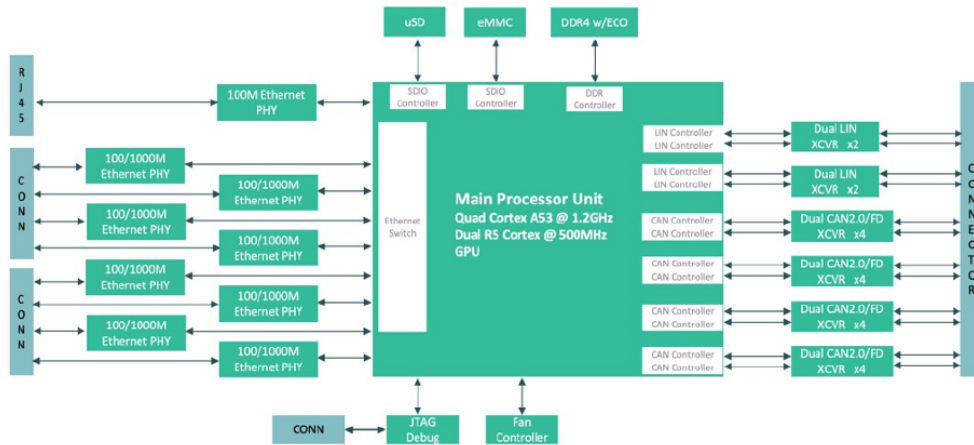 uSD
eMMC
DDR4 w/ECO
RJ45
100M Ethernet
PHY
SDIO
Controller
SDIO
Controller
DDR
Controller
CONN
100/1000M
Ethernet PHY
100/1000M
Ethernet PHY
100/1000M
Ethernet PHY
100/1000M
Ethernet PHY
CONN
100/1000M
Ethernet PHY
100/1000M
Ethernet PHY
100/1000M
Ethernet PHY
100/1000M
Ethernet PHY
Ethernet
Switch
Main Processor Unit
Quad Cortex A53 @ 1.2GHz
Dual R5 Cortex @ 500MHz
GPU
LIN Controller
LIN Controller
LIN Controller
LIN Controller
CAN Controller
CAN Controller
CAN Controller
CAN Controller
CAN Controller
CAN Controller
CAN Controller
CAN Controller
Dual LIN
XCVR x2
Dual LIN
XCVR x2
Dual CAN2.0/FD
XCVR x4
Dual CAN2.0/FD
XCVR x4
Dual CAN2.0/FD
XCVR x4
Dual CAN2.0/FD
XCVR x4
CONNECTOR
CONN
JTAG
Debug
Fan
Controller